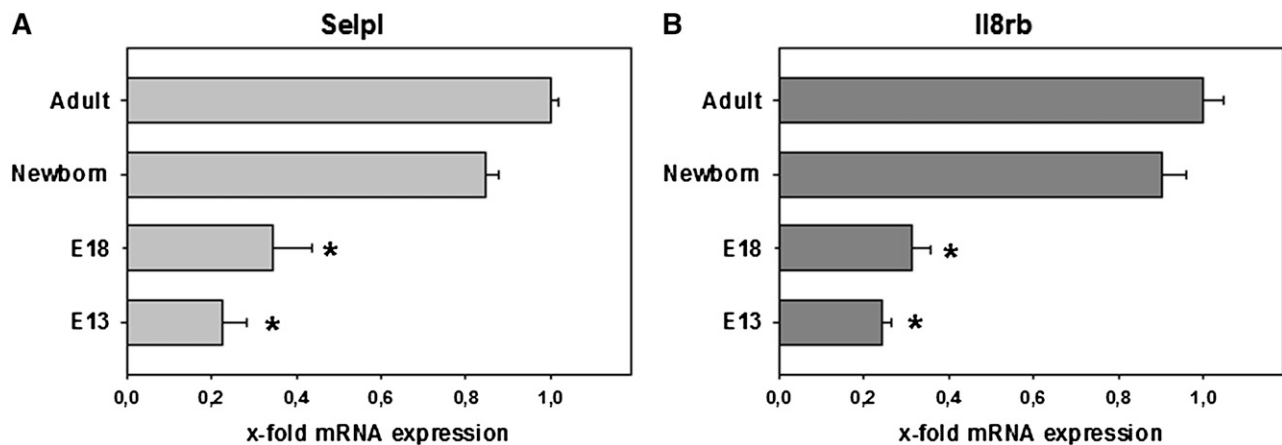 A
Selpl
Adult
Newborn
E18
*
E13
*
0,0 0,2 0,4 0,6 0,8 1,0
x-fold mRNA expression
B
Il8rb
Adult
Newborn
E18
*
E13
*
0,0 0,2 0,4 0,6 0,8 1,0
x-fold mRNA expression